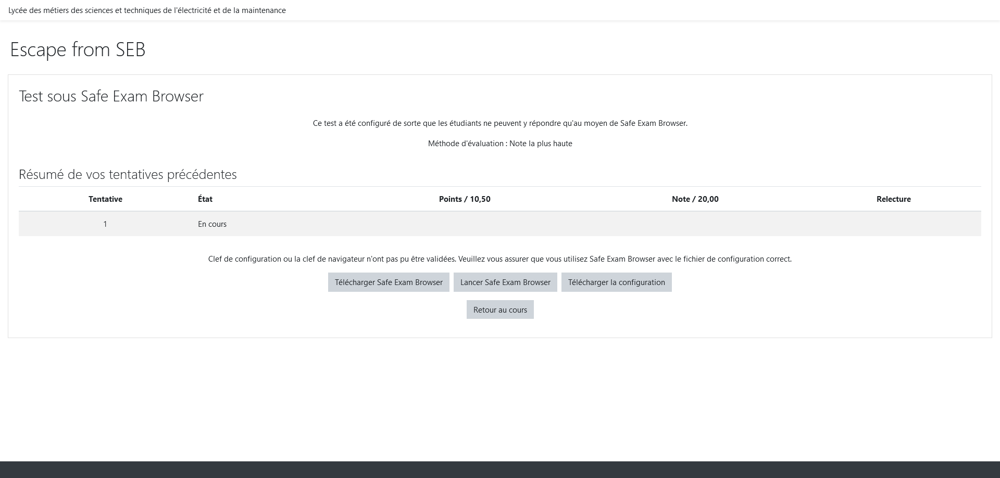 Lycée des métiers des sciences et techniques de l'électricité et de la maintenance
Escape from SEB
Test sous Safe Exam Browser
Ce test a été configuré de sorte que les étudiants ne peuvent y répondre qu'au moyen de Safe Exam Browser.
Méthode d'évaluation : Note la plus haute
Résumé de vos tentatives précédentes
Tentative État Points / 10,50 Note / 20,00 Relecture
1 En cours
Clef de configuration ou la clef de navigateur n'ont pas pu être validées. Veuillez vous assurer que vous utilisez Safe Exam Browser avec le fichier de configuration correct.
Télécharger Safe Exam Browser Lancer Safe Exam Browser Télécharger la configuration
Retour au cours